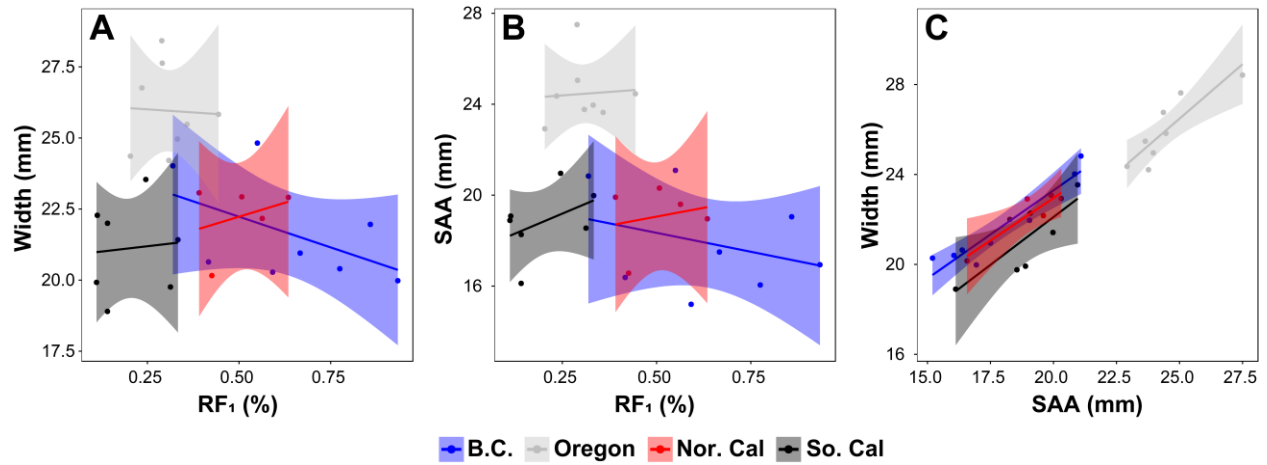 A
Width (mm)
27.5
25.0
22.5
20.0
17.5
0.25 0.50 0.75
RF₁ (%)
B
SAA (mm)
28
24
20
16
0.25 0.50 0.75
RF₁ (%)
C
Width (mm)
28
24
20
16
15.0 17.5 20.0 22.5 25.0 27.5
SAA (mm)
B.C. Oregon Nor. Cal So. Cal